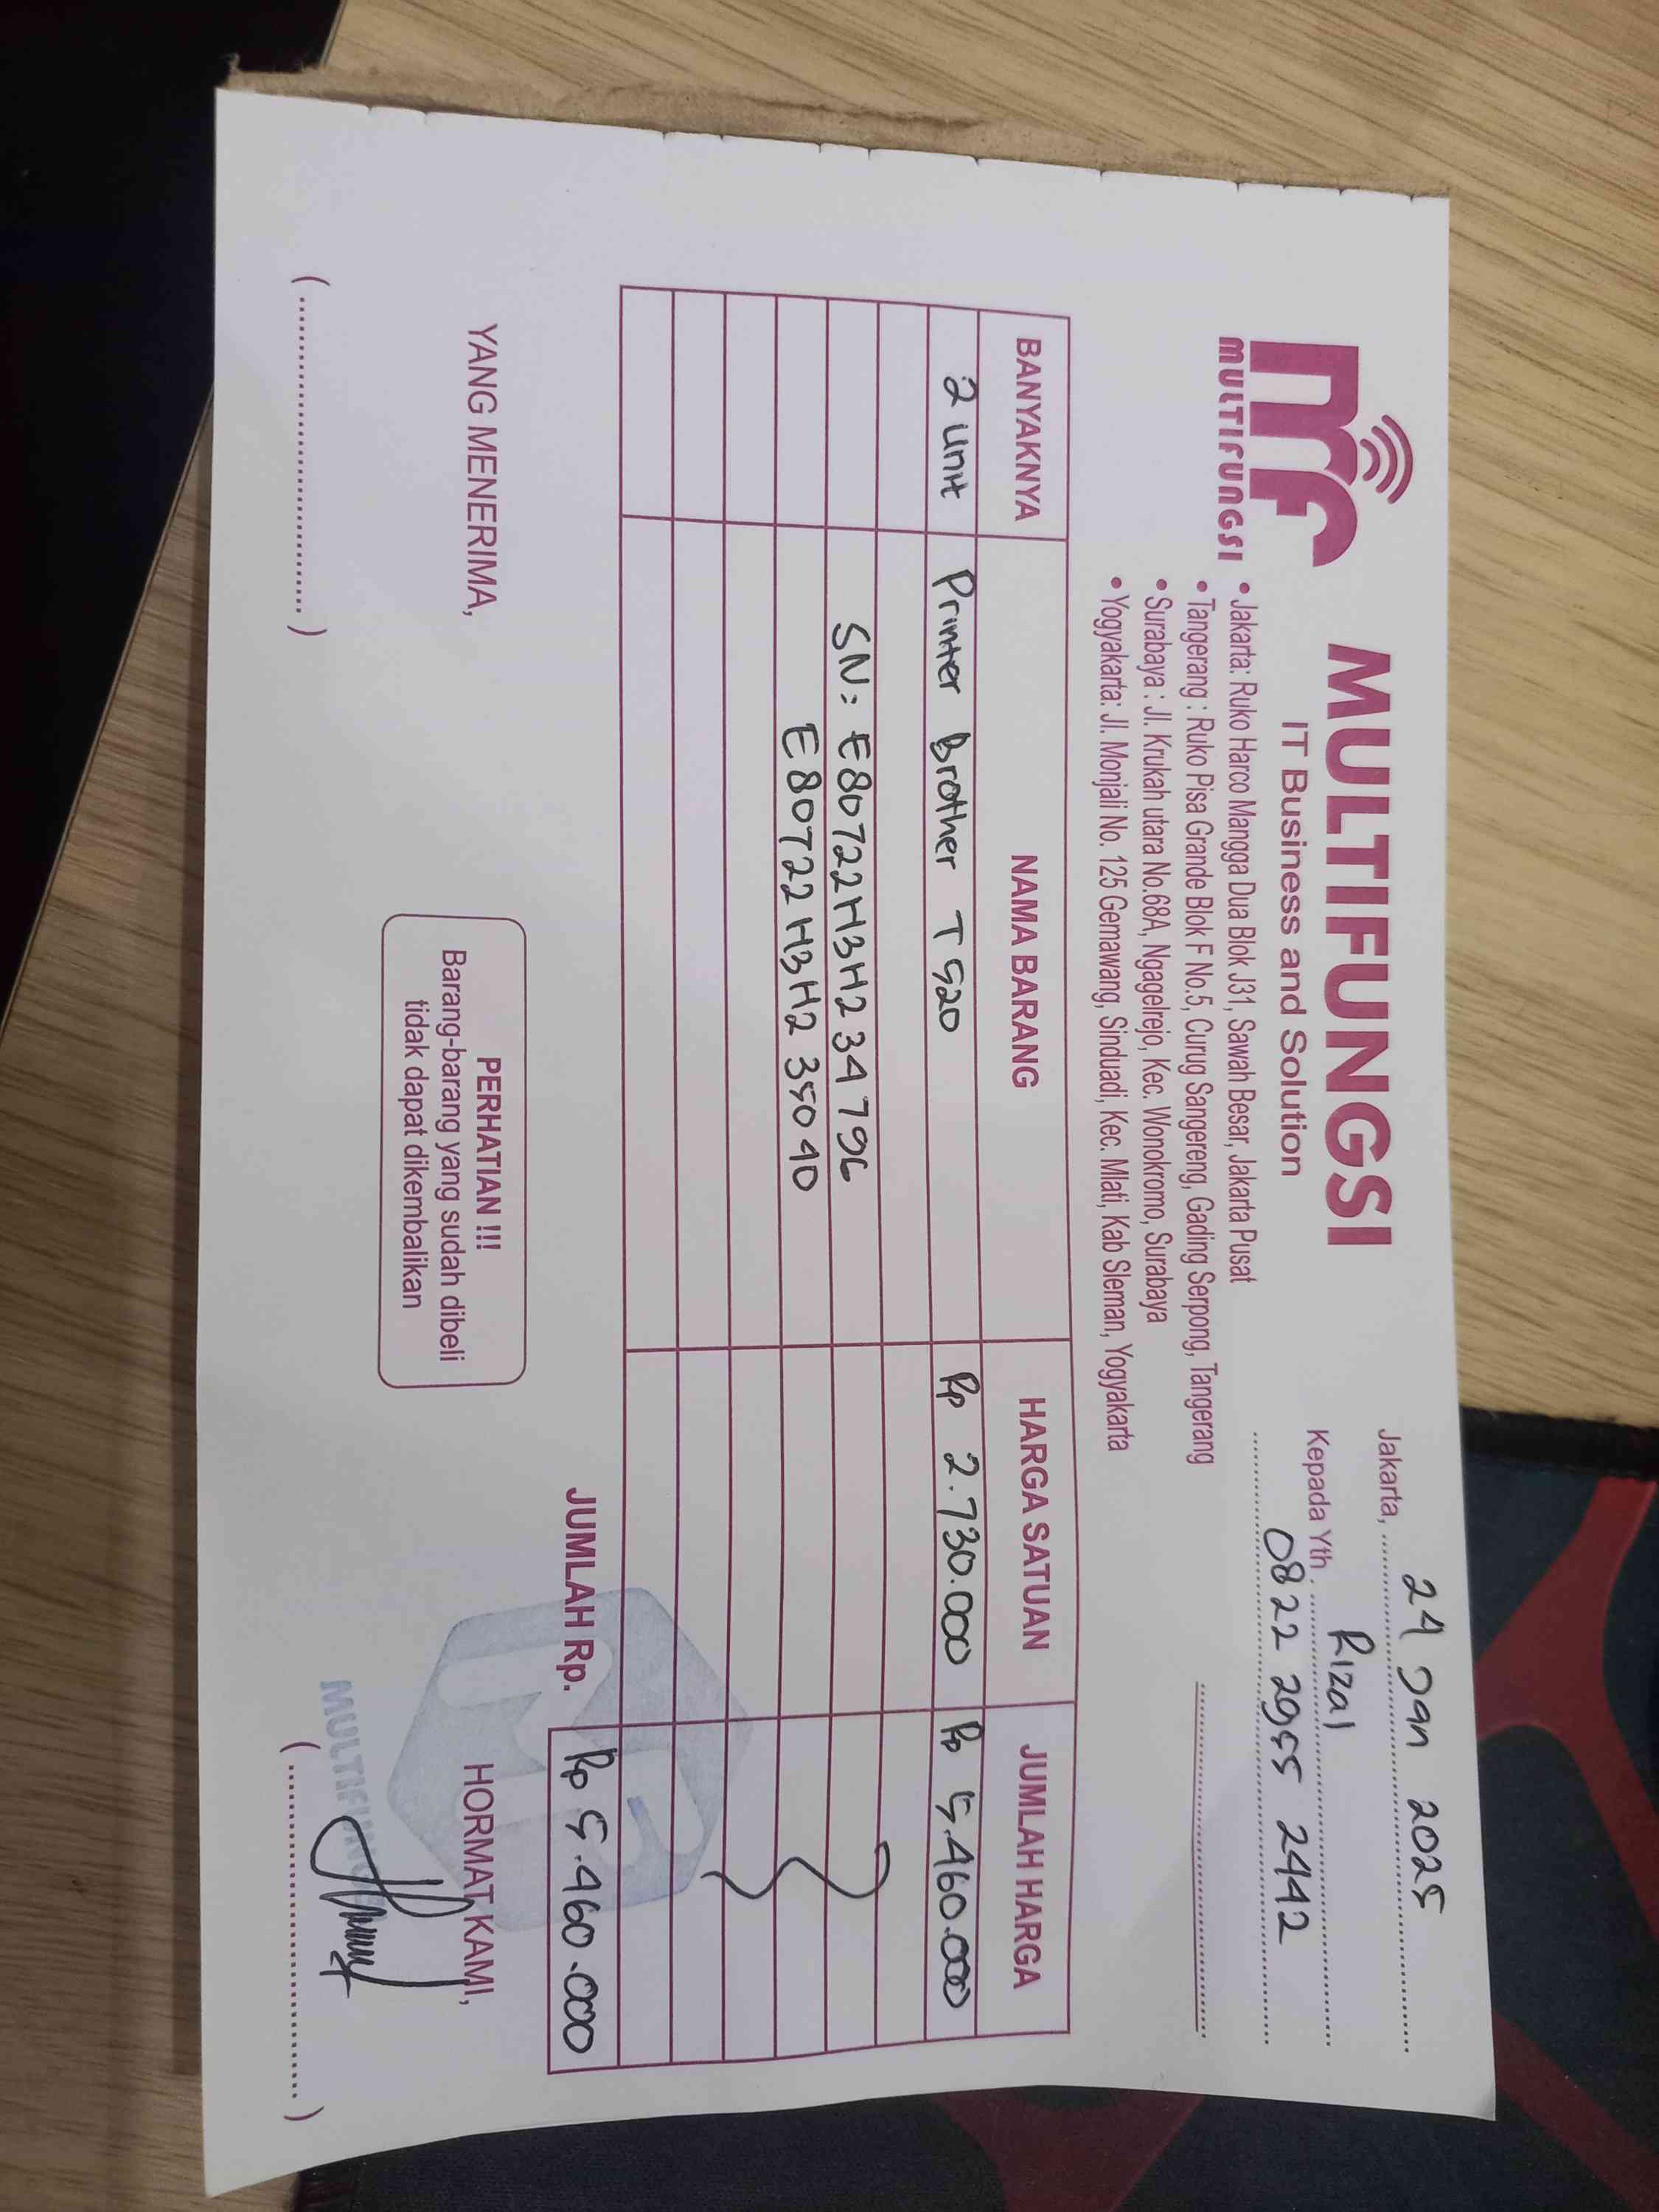 MULTIFUNGSI
MULTIFUNGSI
IT Business and Solution
Jakarta, 24 Jan 2025
Kepada Yth. Rizal
0822 2955 2442
• Jakarta: Ruko Harco Mangga Dua Blok J31, Sawah Besar, Jakarta Pusat
• Tangerang : Ruko Pisa Grande Blok F No.5, Curug Sangereng, Gading Serpong, Tangerang
• Surabaya : Jl. Krukah utara No.68A, Ngagelrejo, Kec. Wonokromo, Surabaya
• Yogyakarta: Jl. Monjali No. 125 Gemawang, Sinduadi, Kec. Mlati, Kab Sleman, Yogyakarta
BANYAKNYA NAMA BARANG HARGA SATUAN JUMLAH HARGA
2 unit Printer Brother T520 Rp 2.730.000 Rp 5.460.000
SN: E80722H3H234796
E80722H3H235040
JUMLAH Rp. Rp 5.460.000
YANG MENERIMA,
PERHATIAN !!!
Barang-barang yang sudah dibeli
tidak dapat dikembalikan
HORMAT KAMI,